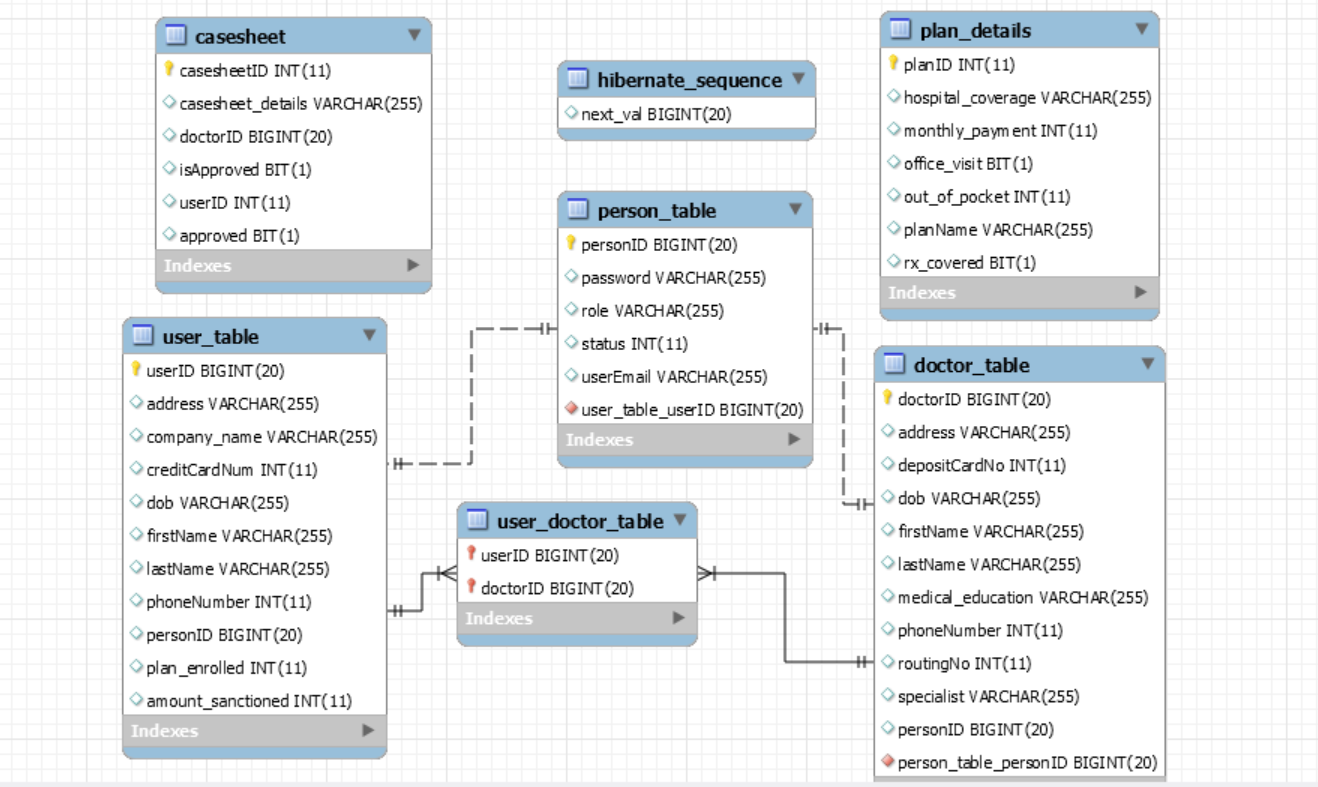 casesheet
casesheetID INT(11)
casesheet_details VARCHAR(255)
doctorID BIGINT(20)
isApproved BIT(1)
userID INT(11)
approved BIT(1)
Indexes
hibernate_sequence
next_val BIGINT(20)
plan_details
planID INT(11)
hospital_coverage VARCHAR(255)
monthly_payment INT(11)
office_visit BIT(1)
out_of_pocket INT(11)
planName VARCHAR(255)
rx_covered BIT(1)
Indexes
person_table
personID BIGINT(20)
password VARCHAR(255)
role VARCHAR(255)
status INT(11)
userEmail VARCHAR(255)
user_table_userID BIGINT(20)
Indexes
user_table
userID BIGINT(20)
address VARCHAR(255)
company_name VARCHAR(255)
creditCardNum INT(11)
dob VARCHAR(255)
firstName VARCHAR(255)
lastName VARCHAR(255)
phoneNumber INT(11)
personID BIGINT(20)
plan_enrolled INT(11)
amount_sanctioned INT(11)
Indexes
user_doctor_table
userID BIGINT(20)
doctorID BIGINT(20)
Indexes
doctor_table
doctorID BIGINT(20)
address VARCHAR(255)
depositCardNo INT(11)
dob VARCHAR(255)
firstName VARCHAR(255)
lastName VARCHAR(255)
medical_education VARCHAR(255)
phoneNumber INT(11)
routingNo INT(11)
specialist VARCHAR(255)
personID BIGINT(20)
person_table_personID BIGINT(20)